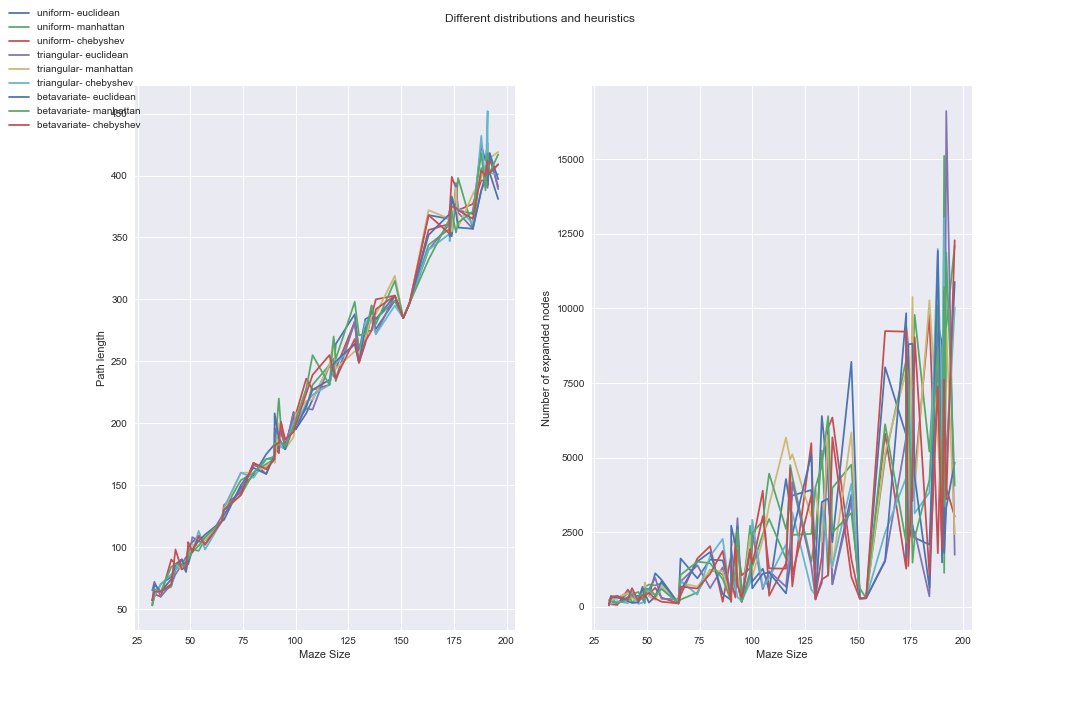 Different distributions and heuristics
uniform- euclidean
uniform- manhattan
uniform- chebyshev
triangular- euclidean
triangular- manhattan
triangular- chebyshev
betavariate- euclidean
betavariate- manhattan
betavariate- chebyshev
450
400
350
300
250
200
150
100
50
Path length
25 50 75 100 125 150 175 200
Maze Size
15000
12500
10000
7500
5000
2500
0
Number of expanded nodes
25 50 75 100 125 150 175 200
Maze Size